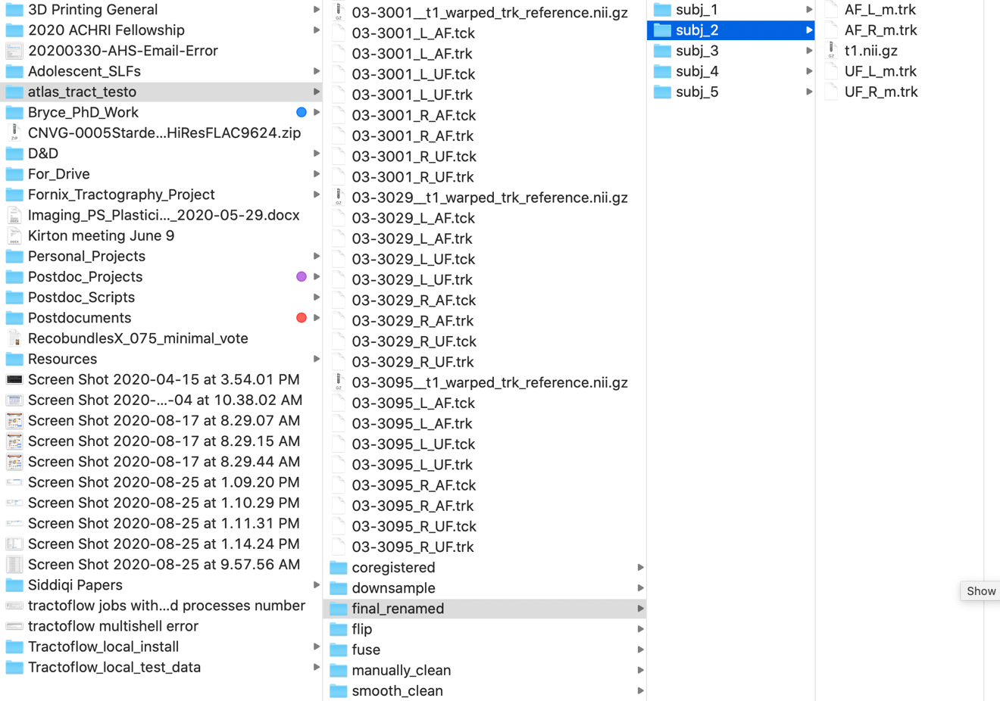 3D Printing General
2020 ACHRI Fellowship
20200330-AHS-Email-Error
Adolescent_SLFs
atlas_tract_testo
Bryce_PhD_Work
CNVG-0005Starde...HiResFLAC9624.zip
D&D
For_Drive
Fornix_Tractography_Project
Imaging_PS_Plastici..._2020-05-29.docx
Kirton meeting June 9
Personal_Projects
Postdoc_Projects
Postdoc_Scripts
Postdocuments
RecobundlesX_075_minimal_vote
Resources
Screen Shot 2020-04-15 at 3.54.01 PM
Screen Shot 2020-...-04 at 10.38.02 AM
Screen Shot 2020-08-17 at 8.29.07 AM
Screen Shot 2020-08-17 at 8.29.15 AM
Screen Shot 2020-08-17 at 8.29.44 AM
Screen Shot 2020-08-25 at 1.09.20 PM
Screen Shot 2020-08-25 at 1.10.29 PM
Screen Shot 2020-08-25 at 1.11.31 PM
Screen Shot 2020-08-25 at 1.14.24 PM
Screen Shot 2020-08-25 at 9.57.56 AM
Siddiqi Papers
tractoflow jobs with...d processes number
tractoflow multishell error
Tractoflow_local_install
Tractoflow_local_test_data
03-3001__t1_warped_trk_reference.nii.gz
03-3001_L_AF.tck
03-3001_L_AF.trk
03-3001_L_UF.tck
03-3001_L_UF.trk
03-3001_R_AF.tck
03-3001_R_AF.trk
03-3001_R_UF.tck
03-3001_R_UF.trk
03-3029__t1_warped_trk_reference.nii.gz
03-3029_L_AF.tck
03-3029_L_AF.trk
03-3029_L_UF.tck
03-3029_L_UF.trk
03-3029_R_AF.tck
03-3029_R_AF.trk
03-3029_R_UF.tck
03-3029_R_UF.trk
03-3095__t1_warped_trk_reference.nii.gz
03-3095_L_AF.tck
03-3095_L_AF.trk
03-3095_L_UF.tck
03-3095_L_UF.trk
03-3095_R_AF.tck
03-3095_R_AF.trk
03-3095_R_UF.tck
03-3095_R_UF.trk
coregistered
downsample
final_renamed
flip
fuse
manually_clean
smooth_clean
subj_1
subj_2
subj_3
subj_4
subj_5
AF_L_m.trk
AF_R_m.trk
t1.nii.gz
UF_L_m.trk
UF_R_m.trk
Show